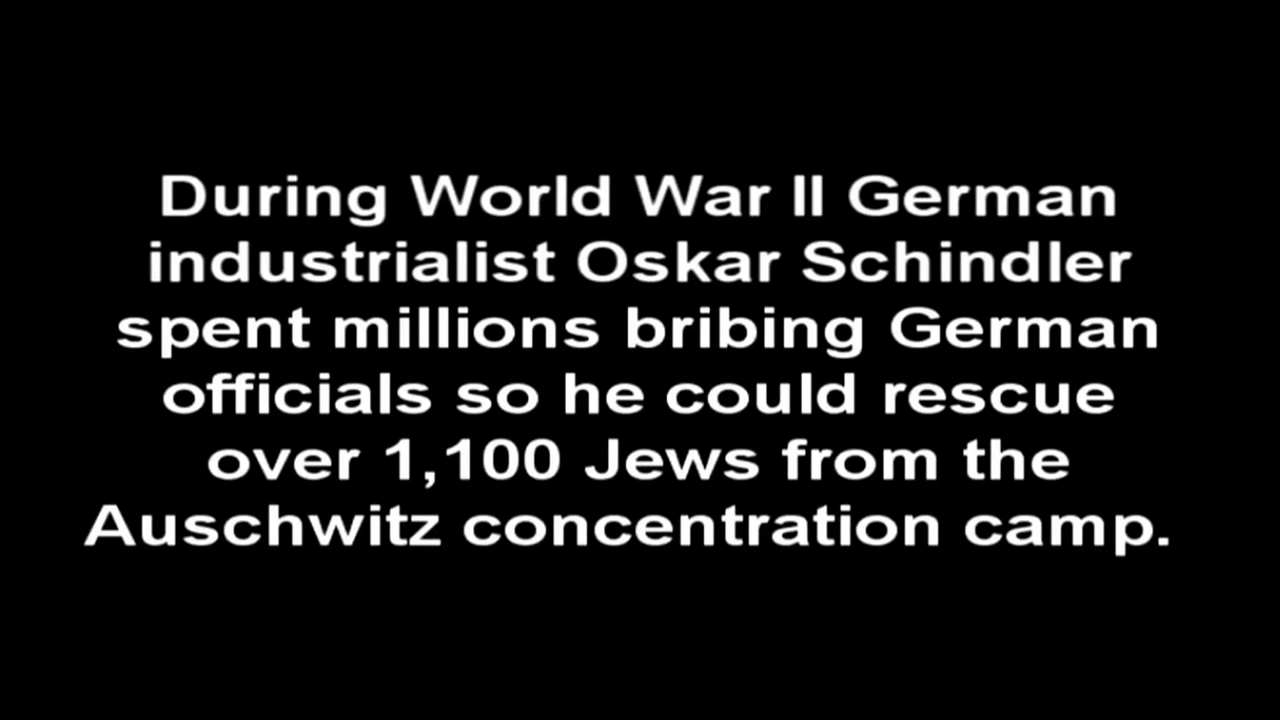 During World War II German
industrialist Oskar Schindler
spent millions bribing German
officials so he could rescue
over 1,100 Jews from the
Auschwitz concentration camp.